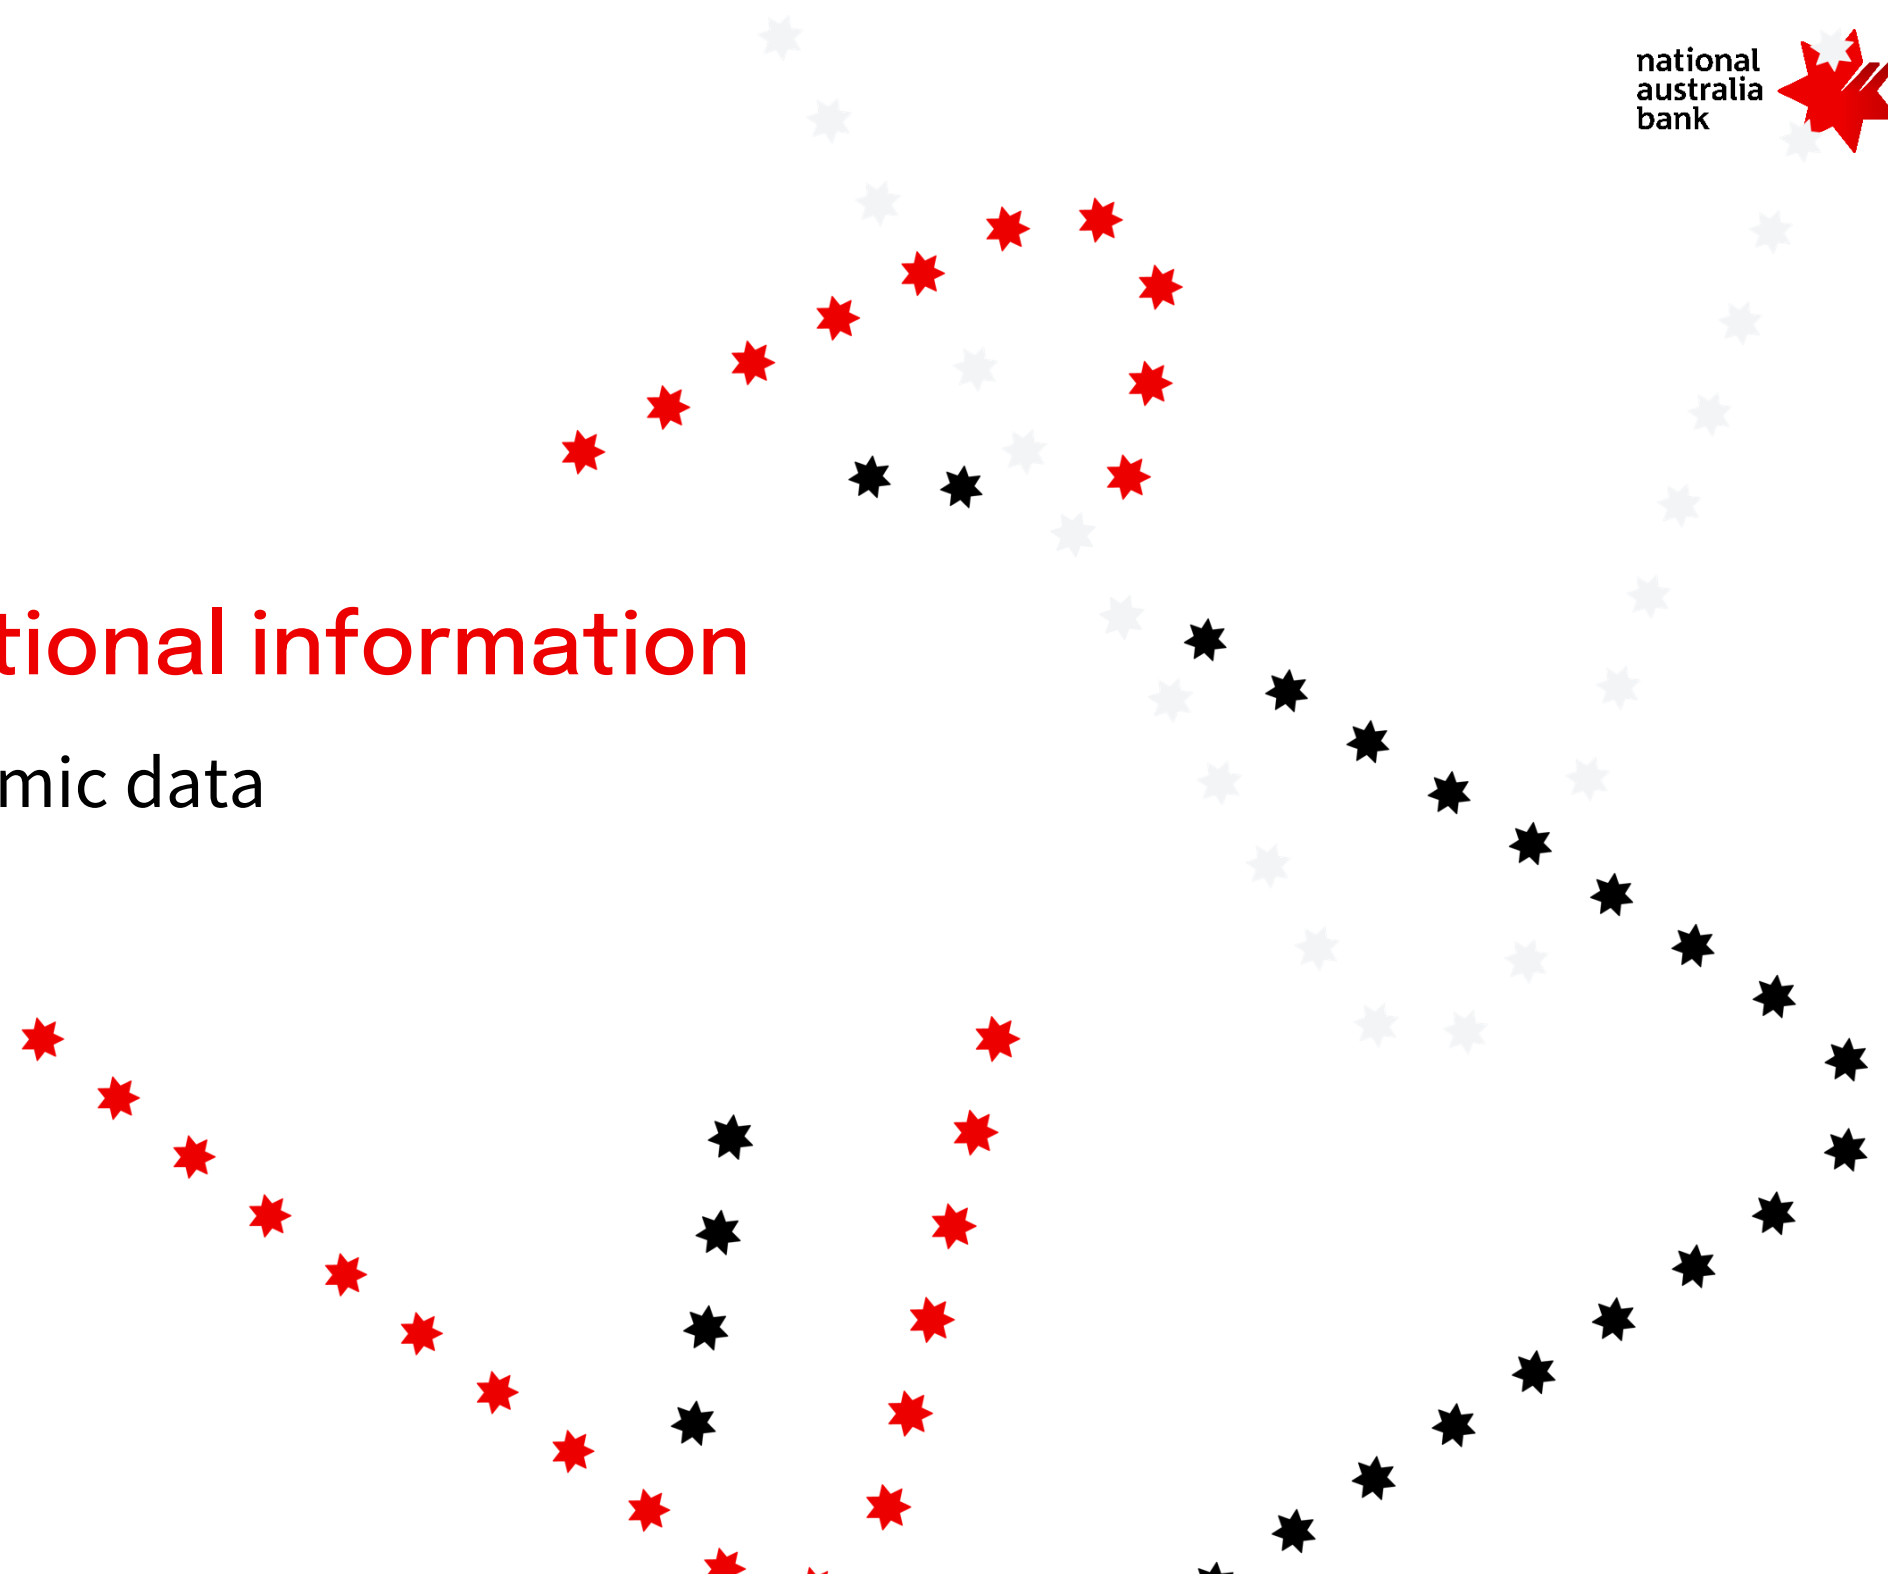 national
australia
bank
tional information
mic data